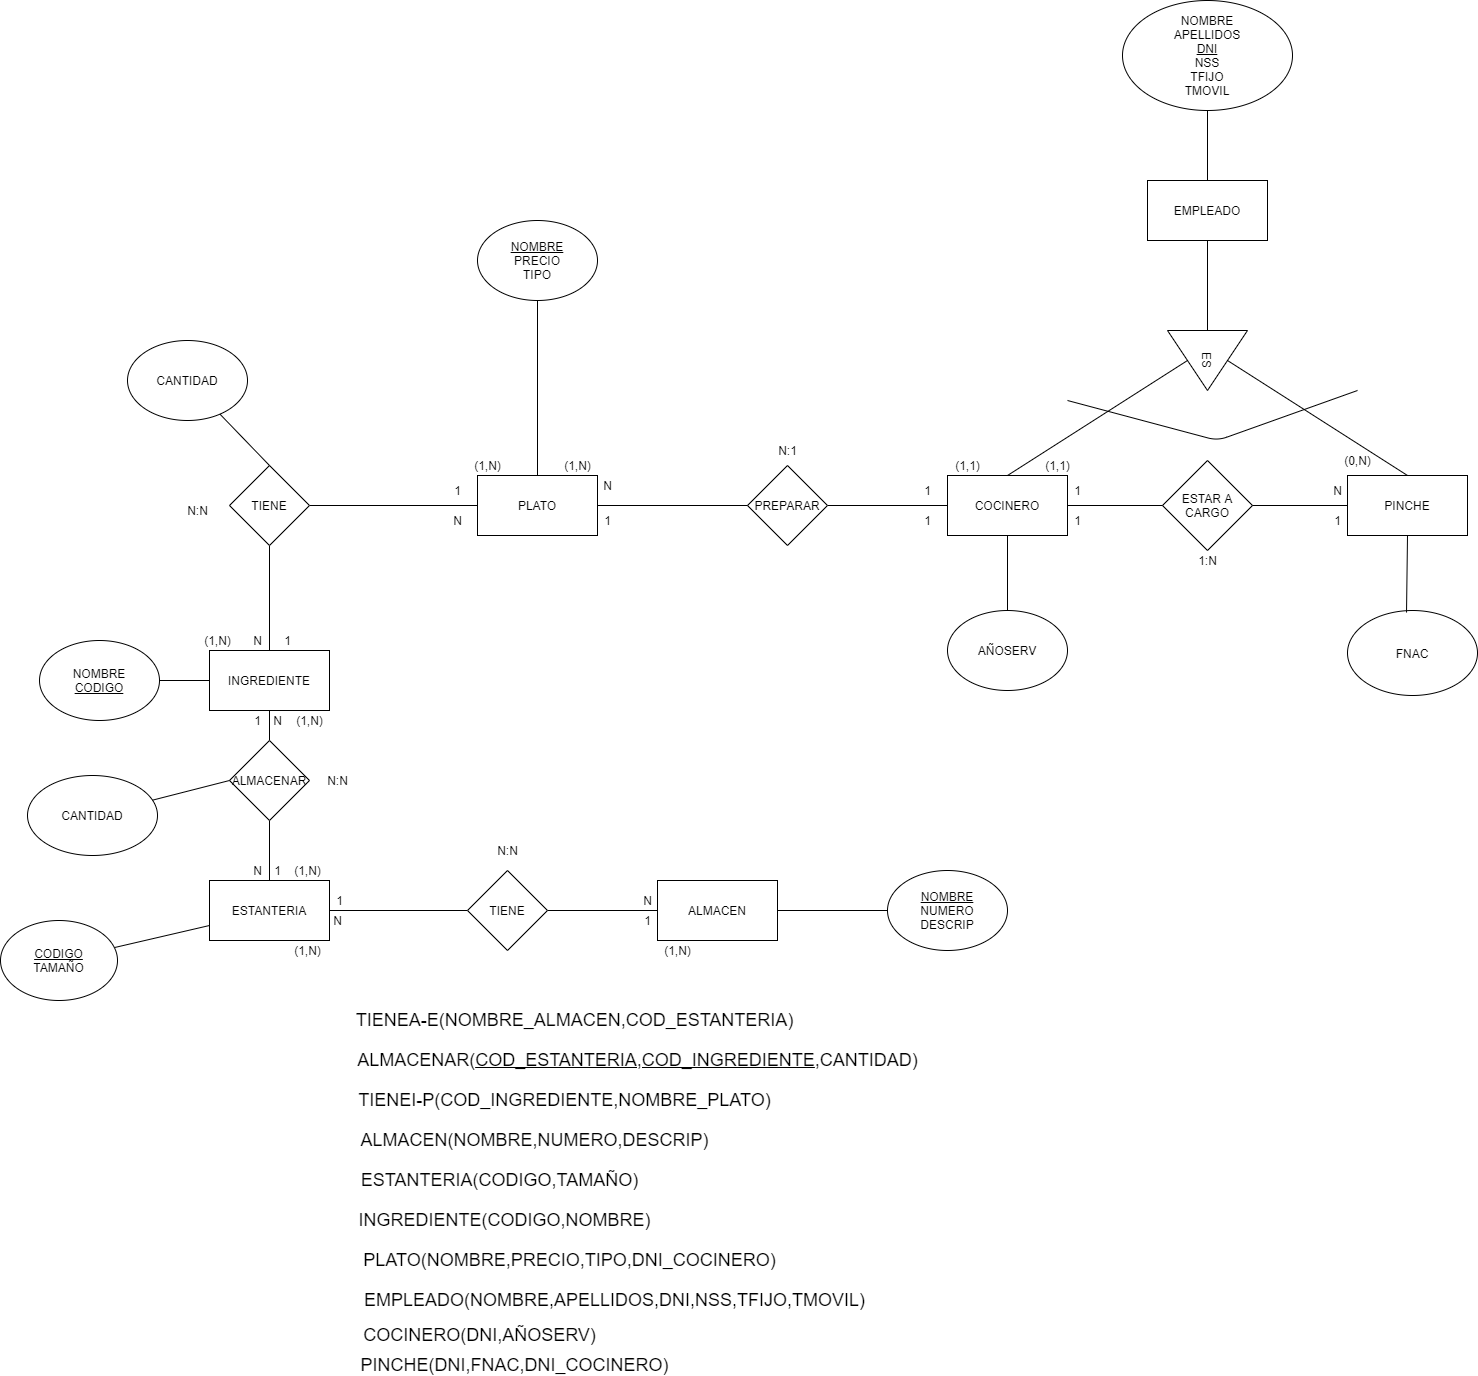 NOMBRE
APELLIDOS
DNI
NSS
TFIJO
TMOVIL
EMPLEADO
NOMBRE
PRECIO
TIPO
ES
CANTIDAD
N:1
(1,N)
(1,N)
(1,1)
(1,1)
(0,N)
N:N
TIENE
1
N
PLATO
N
1
PREPARAR
1
1
COCINERO
1
1
ESTAR A
CARGO
1:N
N
1
PINCHE
(1,N)
N
1
AÑOSERV
FNAC
NOMBRE
CODIGO
INGREDIENTE
1
N
(1,N)
ALMACENAR
N:N
CANTIDAD
N
1
(1,N)
N:N
ESTANTERIA
1
N
TIENE
N
1
ALMACEN
NOMBRE
NUMERO
DESCRIP
(1,N)
(1,N)
CODIGO
TAMAÑO
TIENEA-E(NOMBRE_ALMACEN,COD_ESTANTERIA)
ALMACENAR(COD_ESTANTERIA,COD_INGREDIENTE,CANTIDAD)
TIENEI-P(COD_INGREDIENTE,NOMBRE_PLATO)
ALMACEN(NOMBRE,NUMERO,DESCRIP)
ESTANTERIA(CODIGO,TAMAÑO)
INGREDIENTE(CODIGO,NOMBRE)
PLATO(NOMBRE,PRECIO,TIPO,DNI_COCINERO)
EMPLEADO(NOMBRE,APELLIDOS,DNI,NSS,TFIJO,TMOVIL)
COCINERO(DNI,AÑOSERV)
PINCHE(DNI,FNAC,DNI_COCINERO)